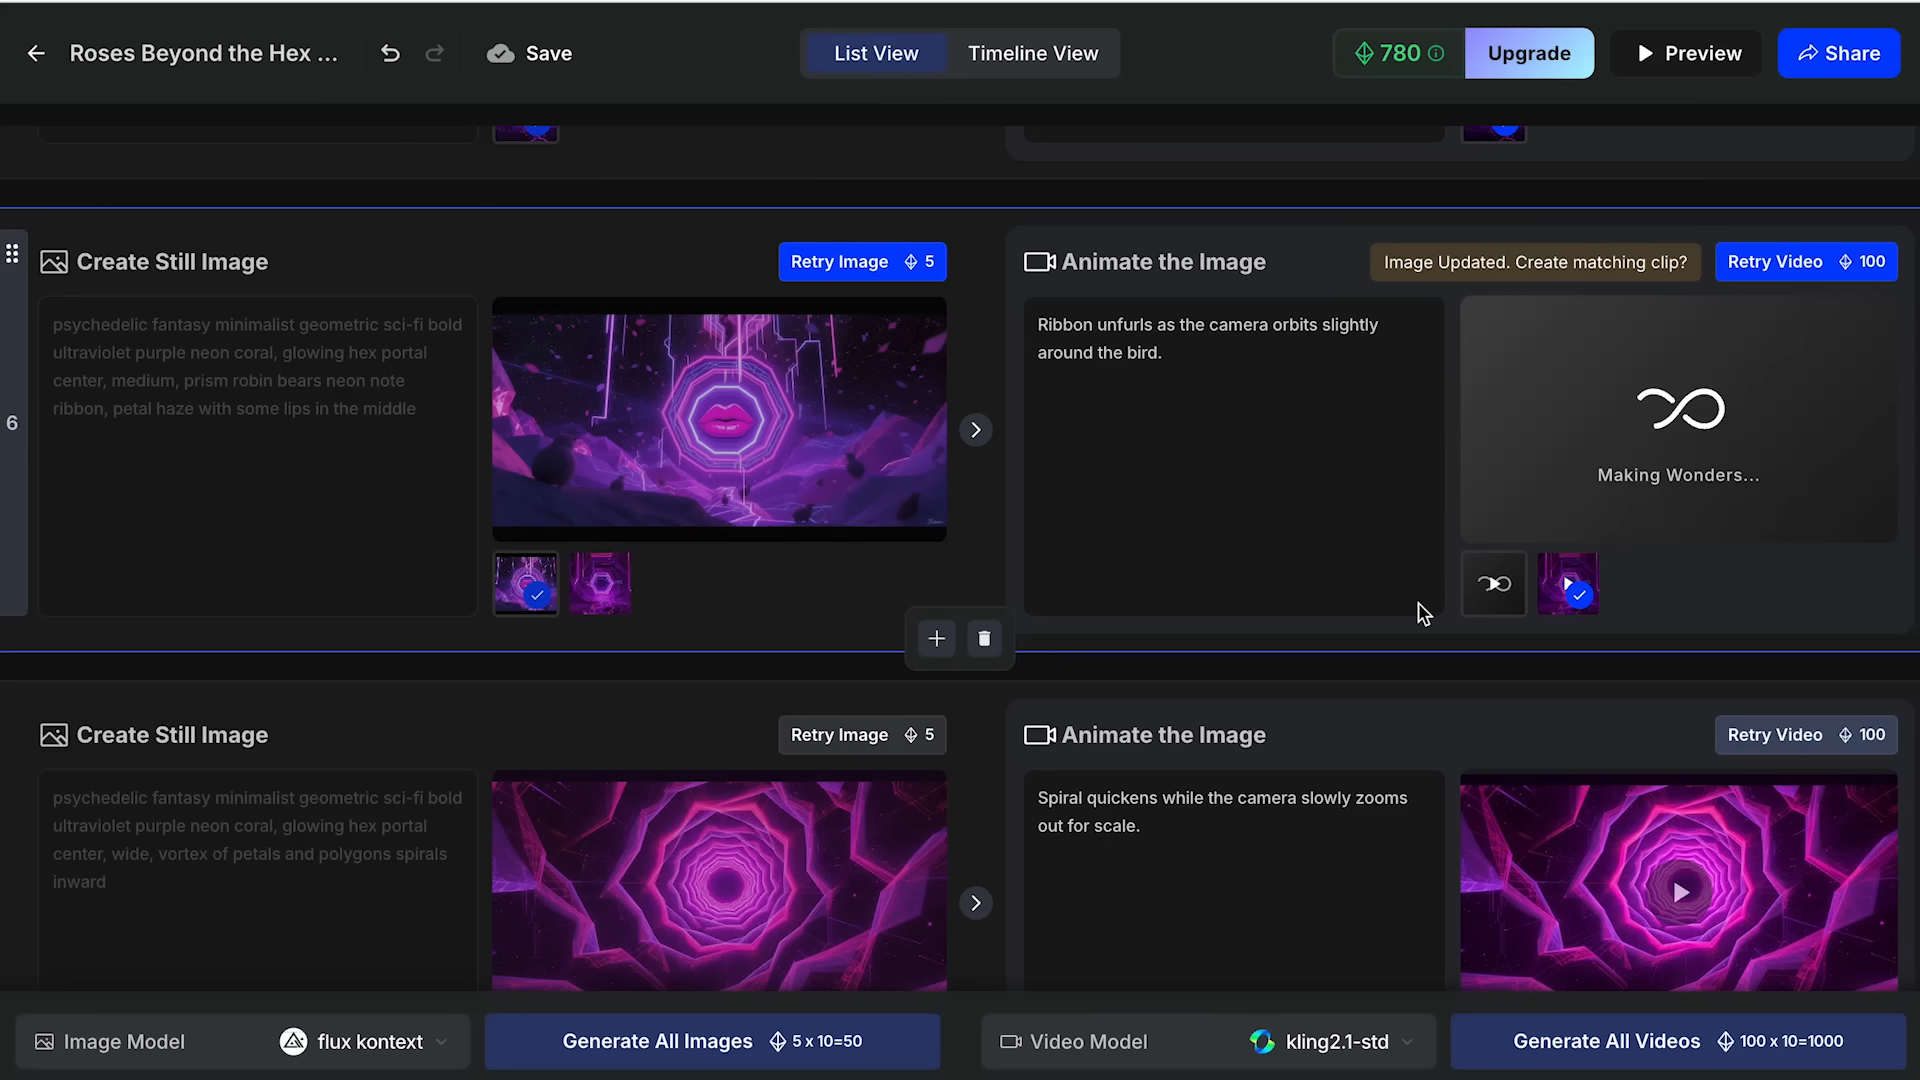 Roses Beyond the Hex ...
Save
List View
Timeline View
780
Upgrade
Preview
Share
6
Create Still Image
Retry Image 5
psychedelic fantasy minimalist geometric sci-fi bold
ultraviolet purple neon coral, glowing hex portal
center, medium, prism robin bears neon note
ribbon, petal haze with some lips in the middle
Animate the Image
Image Updated. Create matching clip?
Retry Video 100
Ribbon unfurls as the camera orbits slightly
around the bird.
Making Wonders...
Create Still Image
Retry Image 5
psychedelic fantasy minimalist geometric sci-fi bold
ultraviolet purple neon coral, glowing hex portal
center, wide, vortex of petals and polygons spirals
inward
Animate the Image
Retry Video 100
Spiral quickens while the camera slowly zooms
out for scale.
Image Model
flux kontext
Generate All Images 5 x 10=50
Video Model
kling2.1-std
Generate All Videos 100 x 10=1000